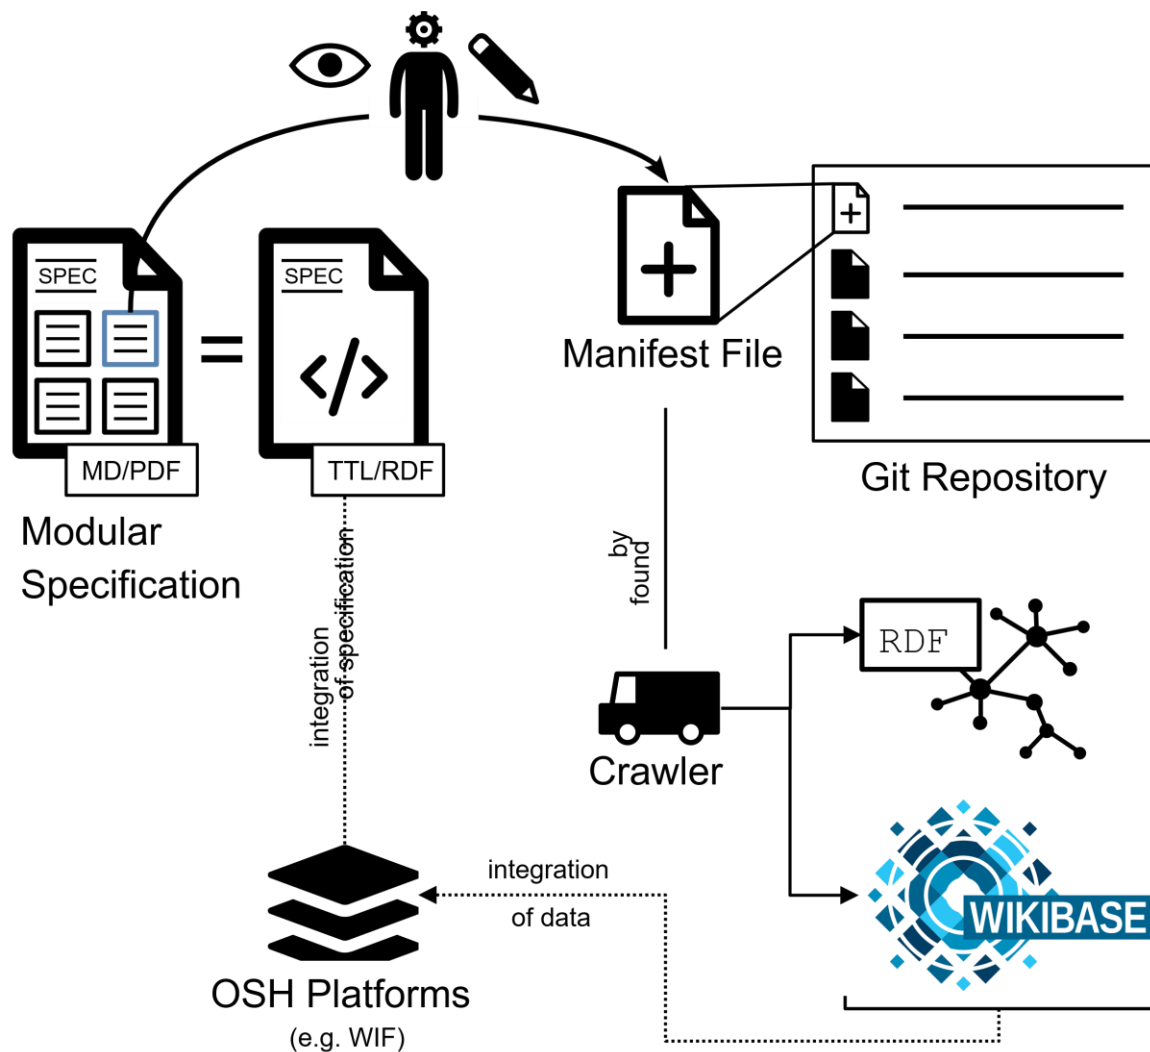 SPEC
SPEC
MD/PDF
TTL/RDF
Modular
Specification
Manifest File
Git Repository
integration
of specification
by
found
RDF
Crawler
WIKIBASE
integration
of data
OSH Platforms
(e.g. WIF)